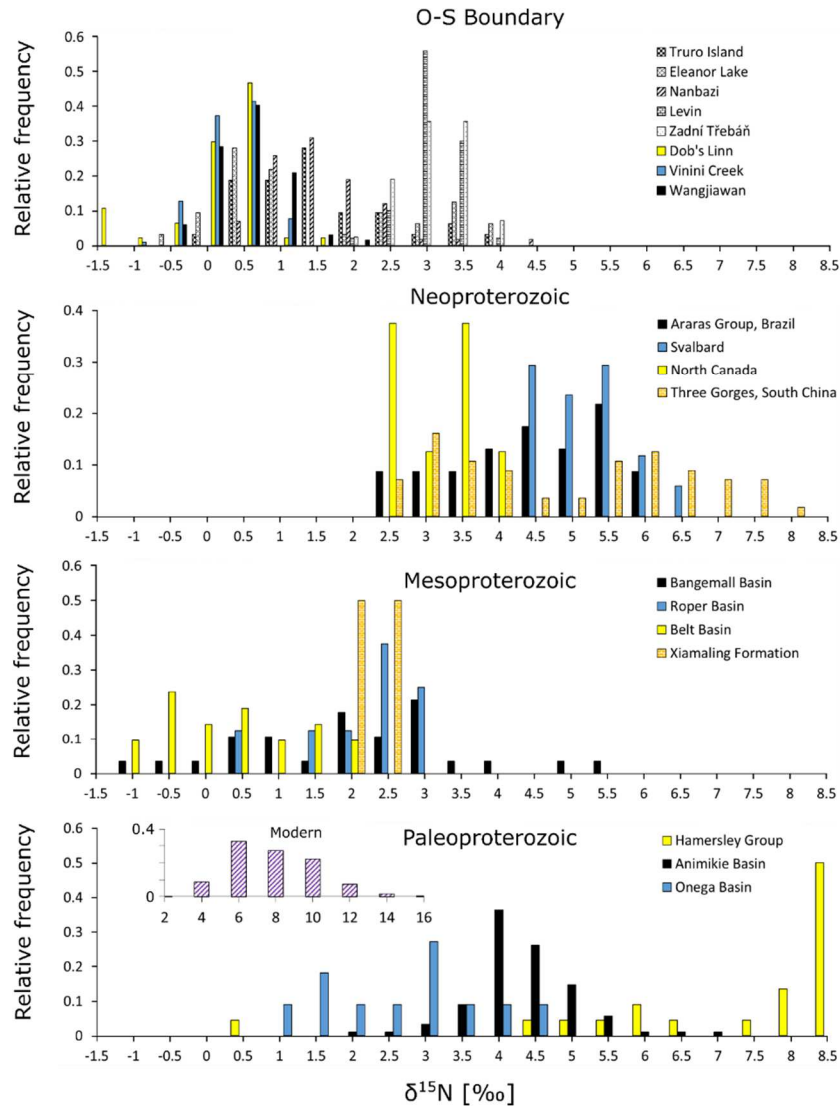 O-S Boundary
Relative frequency
0.6
0.5
0.4
0.3
0.2
0.1
0
Truro Island
Eleanor Lake
Nanbazi
Levin
Zadní Třebáň
Dob's Linn
Vinini Creek
Wangjiawan
-1.5 -1 -0.5 0 0.5 1 1.5 2 2.5 3 3.5 4 4.5 5 5.5 6 6.5 7 7.5 8 8.5
Neoproterozoic
Relative frequency
0.4
0.3
0.2
0.1
0
Araras Group, Brazil
Svalbard
North Canada
Three Gorges, South China
-1.5 -1 -0.5 0 0.5 1 1.5 2 2.5 3 3.5 4 4.5 5 5.5 6 6.5 7 7.5 8 8.5
Mesoproterozoic
Relative frequency
0.6
0.5
0.4
0.3
0.2
0.1
0
Bangemall Basin
Roper Basin
Belt Basin
Xiamaling Formation
-1.5 -1 -0.5 0 0.5 1 1.5 2 2.5 3 3.5 4 4.5 5 5.5 6 6.5 7 7.5 8 8.5
Paleoproterozoic
Relative frequency
0.6
0.5
0.4
0.3
0.2
0.1
0
Modern
0.4
0
2 4 6 8 10 12 14 16
Hamersley Group
Animikie Basin
Onega Basin
-1.5 -1 -0.5 0 0.5 1 1.5 2 2.5 3 3.5 4 4.5 5 5.5 6 6.5 7 7.5 8 8.5
δ¹⁵N [‰]